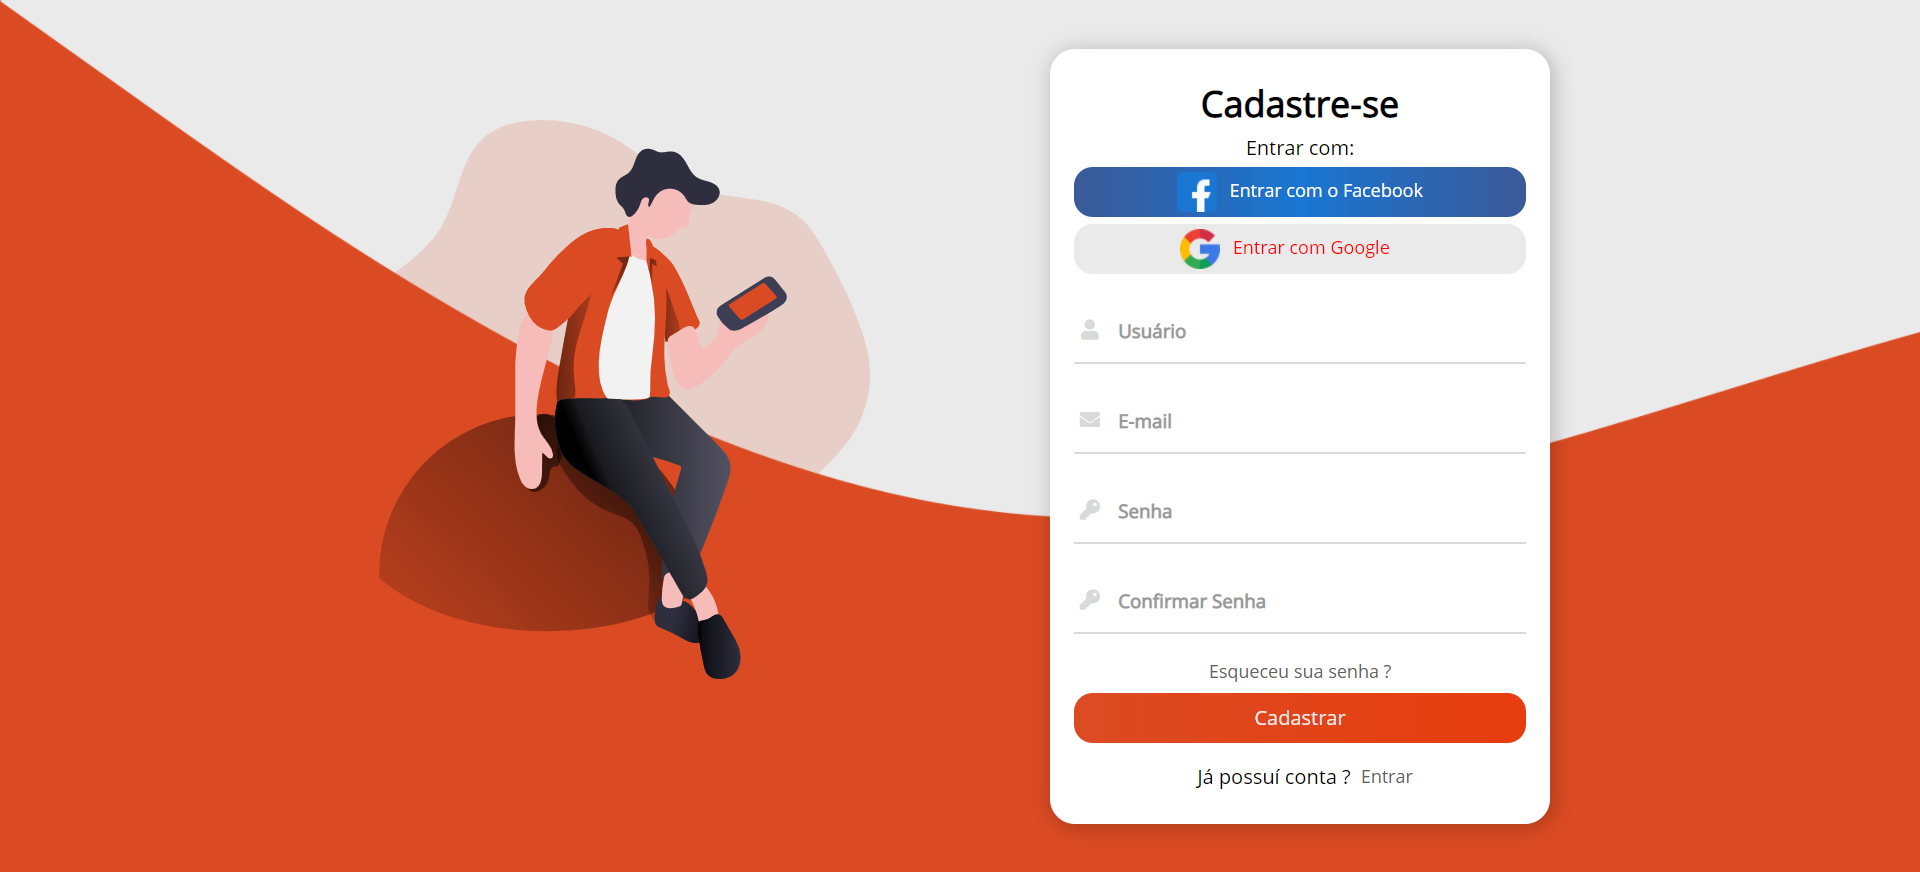 Cadastre-se
Entrar com:
Entrar com o Facebook
Entrar com Google
Usuário
E-mail
Senha
Confirmar Senha
Esqueceu sua senha ?
Cadastrar
Já possuí conta ? Entrar